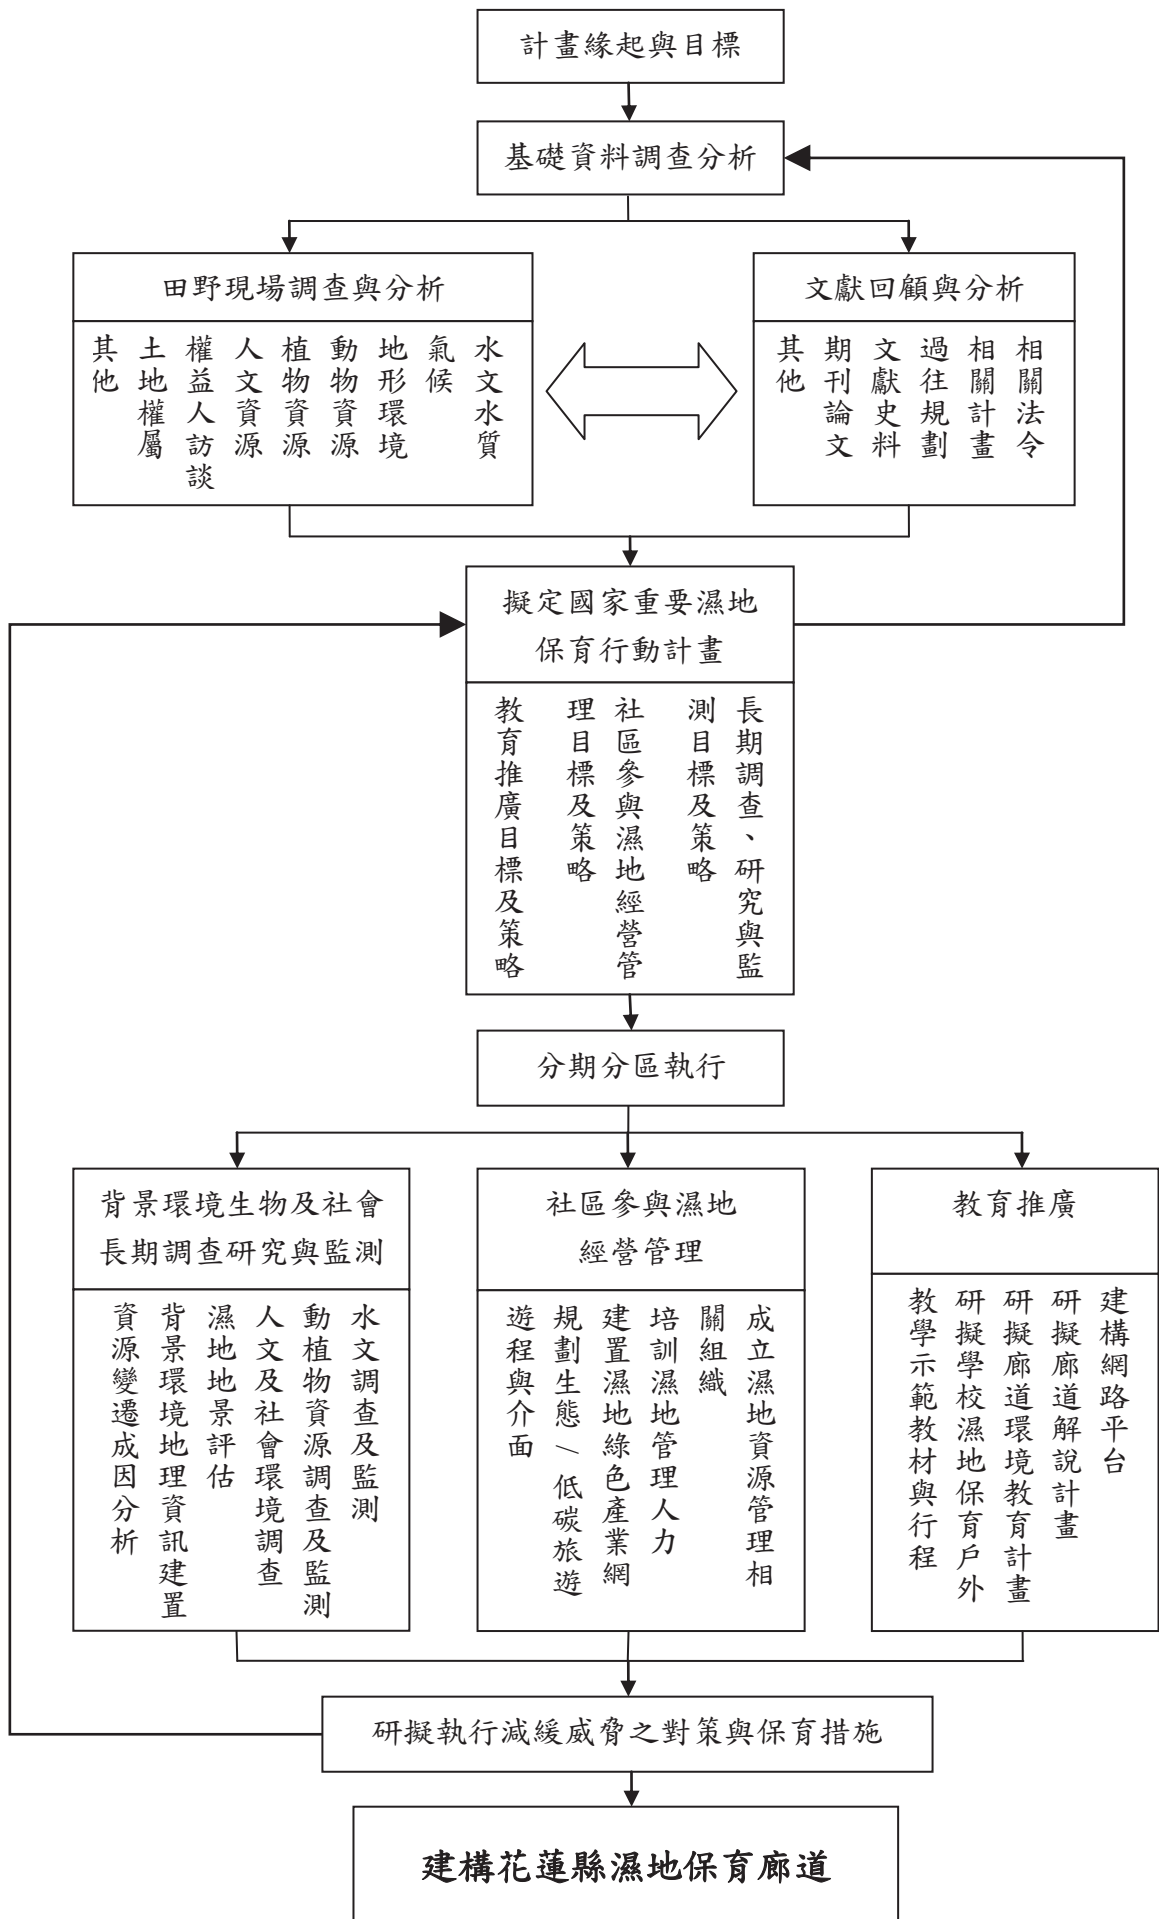 計畫緣起與目標
基礎資料調查分析
田野現場調查與分析
水文水質
氣候
地形環境
動物資源
植物資源
人文資源
權益人訪談
土地權屬
其他
文獻回顧與分析
相關法令
相關計畫
過往規劃
文獻史料
期刊論文
其他
擬定國家重要濕地
保育行動計畫
長期調查、研究與監
測目標及策略
社區參與濕地經營管
理目標及策略
教育推廣目標及策略
分期分區執行
背景環境生物及社會
長期調查研究與監測
水文調查及監測
動植物資源調查及監測
人文及社會環境調查
濕地地景評估
背景環境地理資訊建置
資源變遷成因分析
社區參與濕地
經營管理
成立濕地資源管理相
關組織
培訓濕地管理人力
建置濕地綠色產業網
規劃生態／低碳旅遊
遊程與介面
教育推廣
建構網路平台
研擬廊道解說計畫
研擬廊道環境教育計畫
研擬學校濕地保育戶外
教學示範教材與行程
研擬執行減緩威脅之對策與保育措施
建構花蓮縣濕地保育廊道